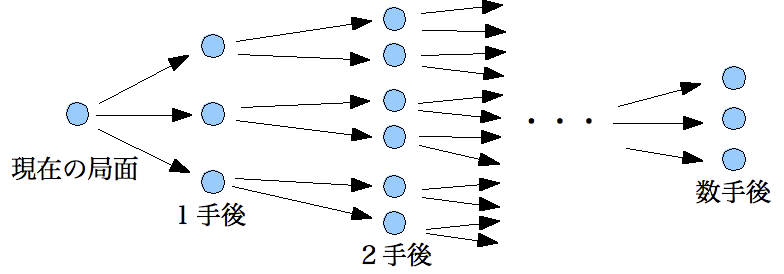 現在の局面
1手後
2手後
・・・
数手後